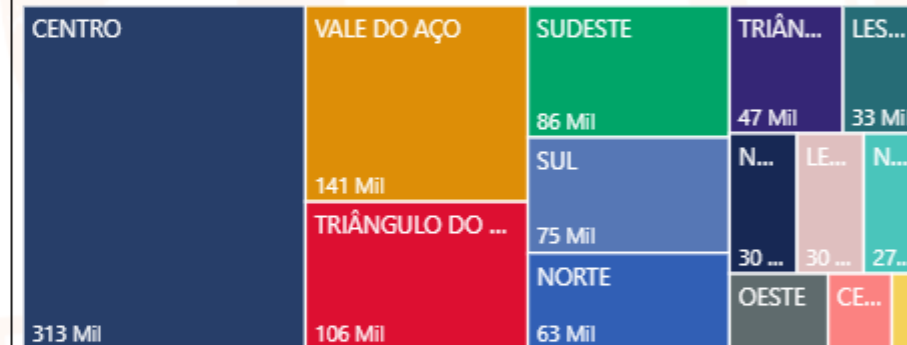 CENTRO
313 Mil
VALE DO AÇO
141 Mil
TRIÂNGULO DO ...
106 Mil
SUDESTE
86 Mil
SUL
75 Mil
NORTE
63 Mil
TRIÂN...
47 Mil
LES...
33 Mil
N...
30 ...
LE...
30 ...
N...
27...
OESTE
CE...